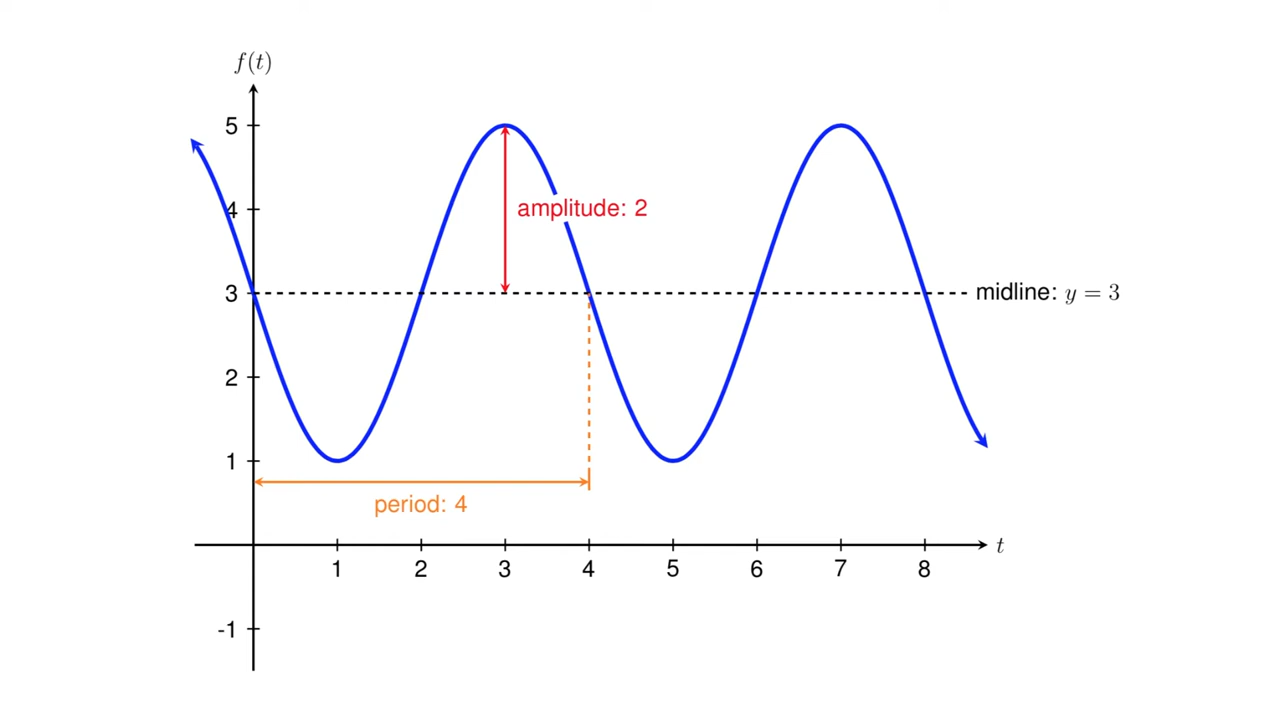 f(t)
5
4
amplitude: 2
3
midline: y = 3
2
1
period: 4
t
1 2 3 4 5 6 7 8
-1